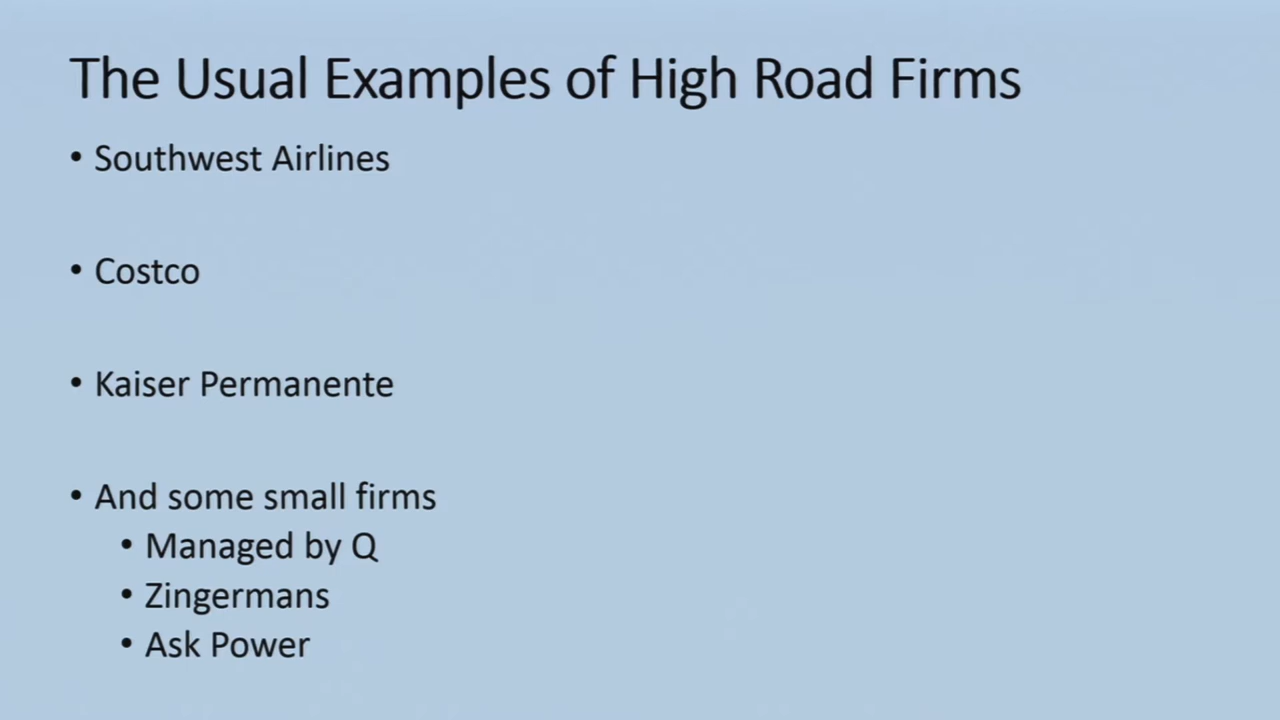 The Usual Examples of High Road Firms
• Southwest Airlines
• Costco
• Kaiser Permanente
• And some small firms
• Managed by Q
• Zingermans
• Ask Power